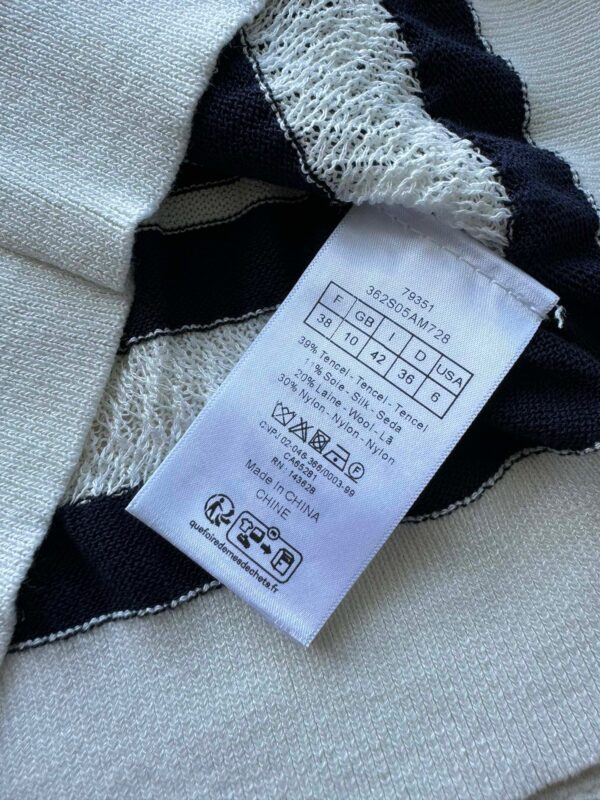 79351
362S05AM728
F GB I D USA
38 10 42 36 6
39% Tencel - Tencel - Tencel
11% Soie - Silk - Seda
20% Laine - Wool - Lã
30% Nylon - Nylon - Nylon
F
CNPJ 02-046-366/0003-99
CA65281
RN : 143628
Made in CHINA
CHINE
quefairedemesdechets.fr